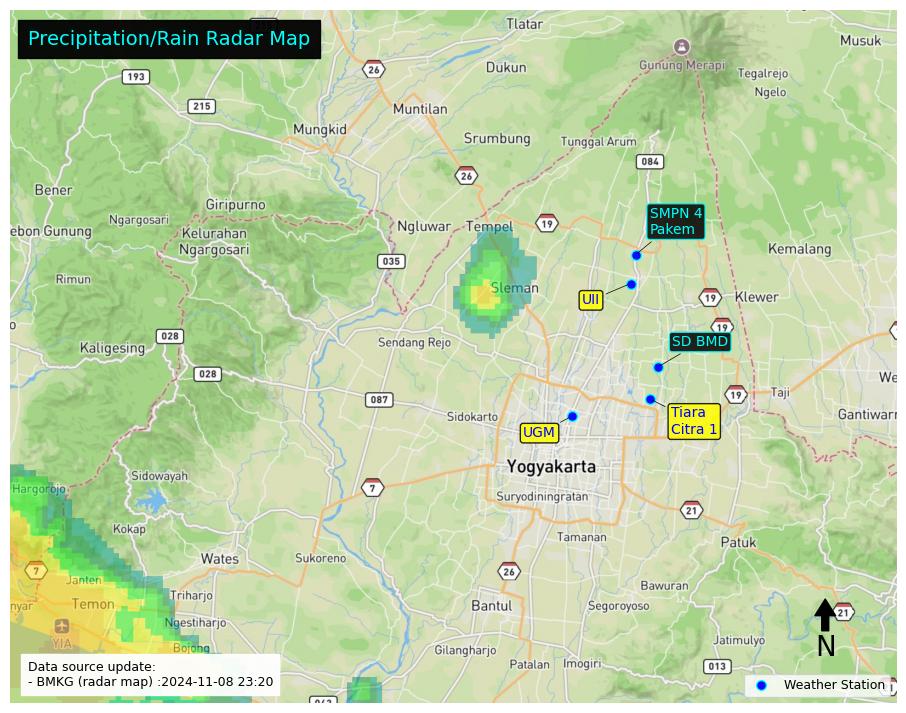 Precipitation/Rain Radar Map
Tlatar
Musuk
26
Gunung Merapi
Dukun
Tegalrejo
193
Ngelo
215
Muntilan
Mungkid
Srumbung
Tunggal Arum
084
26
Bener
Giripurno
SMPN 4
Pakem
Ngargosari
Ngluwar
Tempel
19
ebon Gunung
Kelurahan
Ngargosari
Kemalang
035
Rimun
Sleman
UII
19
Klewer
19
028
Sendang Rejo
SD BMD
Kaligesing
028
We
19
Taji
087
Sidokarto
Tiara
Citra 1
Gantiwarn
UGM
Yogyakarta
Sidowayah
7
Hargorojo
Suryodiningratan
21
Kokap
Tamanan
Patuk
Wates
Sukoreno
7
26
Janten
Bawuran
Triharjo
nyar
Temon
Bantul
Segoroyoso
21
Ngestiharjo
YIA
Jatimulyo
N
Bojong
Gilangharjo
Patalan
Imogiri
013
Data source update:
- BMKG (radar map) :2024-11-08 23:20
Weather Station